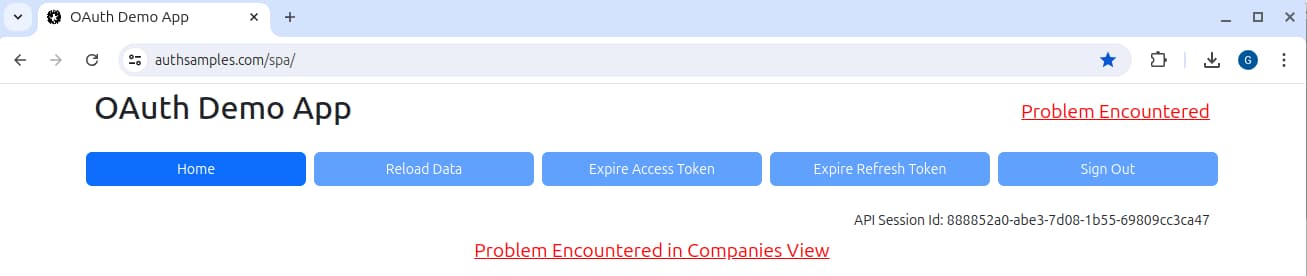 OAuth Demo App
authsamples.com/spa/
G
OAuth Demo App
Problem Encountered
Home
Reload Data
Expire Access Token
Expire Refresh Token
Sign Out
API Session Id: 888852a0-abe3-7d08-1b55-69809cc3ca47
Problem Encountered in Companies View